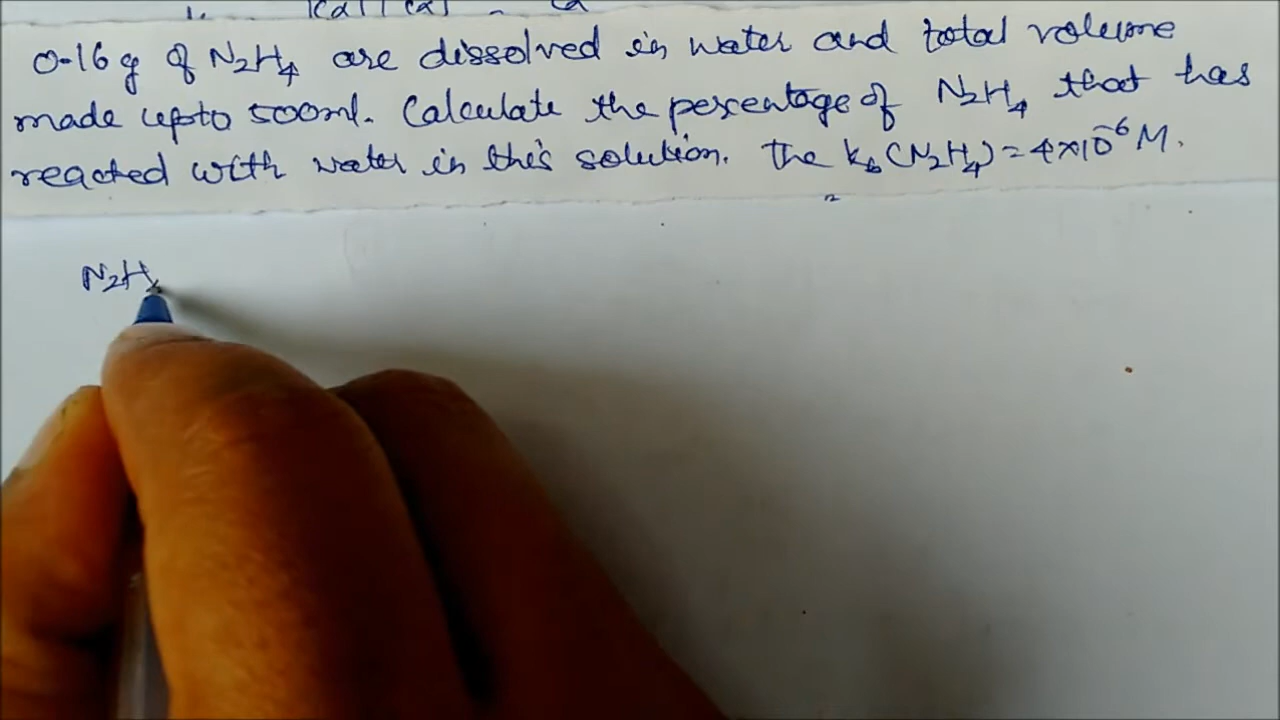 0.16 g of N2H4 are dissolved in water and total volume
made upto 500ml. Calculate the percentage of N2H4 that has
reacted with water in this solution. The kb (N2H4) = 4×10^-6 M.
N2H